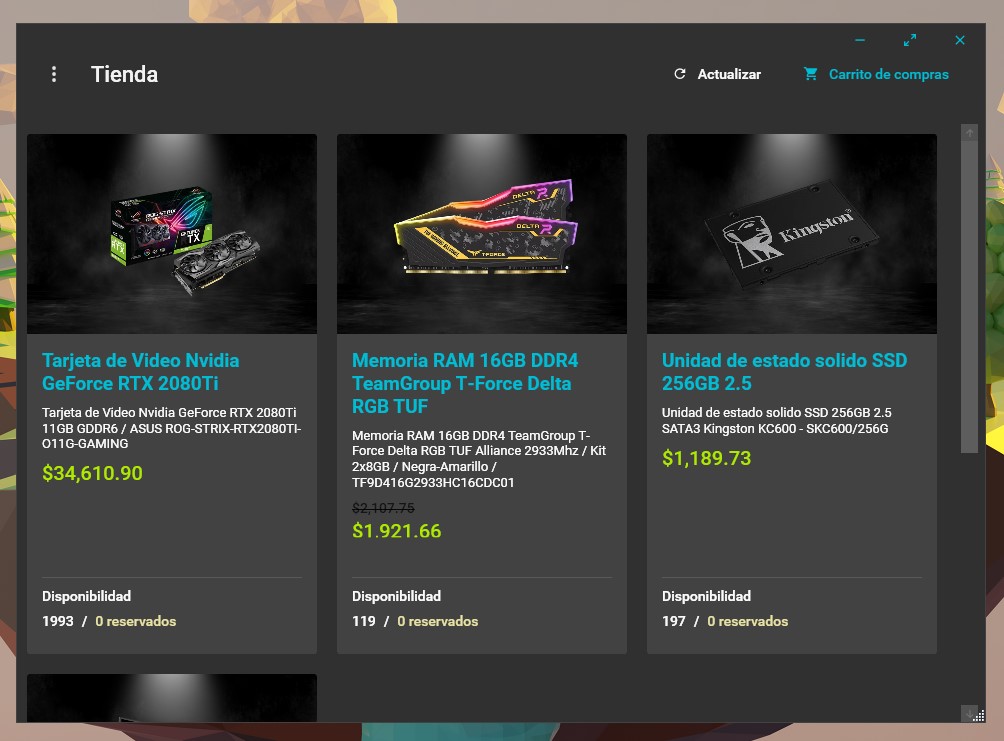 Tienda
Actualizar
Carrito de compras
Kingston
DELTA R
DELTA R
T-FORCE
Tarjeta de Video Nvidia
GeForce RTX 2080Ti
Tarjeta de Video Nvidia GeForce RTX 2080Ti
11GB GDDR6 / ASUS ROG-STRIX-RTX2080TI-
O11G-GAMING
$34,610.90
Disponibilidad
1993 / 0 reservados
Memoria RAM 16GB DDR4
TeamGroup T-Force Delta
RGB TUF
Memoria RAM 16GB DDR4 TeamGroup T-
Force Delta RGB TUF Alliance 2933Mhz / Kit
2x8GB / Negra-Amarillo /
TF9D416G2933HC16CDC01
$2,107.75
$1,921.66
Disponibilidad
119 / 0 reservados
Unidad de estado solido SSD
256GB 2.5
Unidad de estado solido SSD 256GB 2.5
SATA3 Kingston KC600 - SKC600/256G
$1,189.73
Disponibilidad
197 / 0 reservados